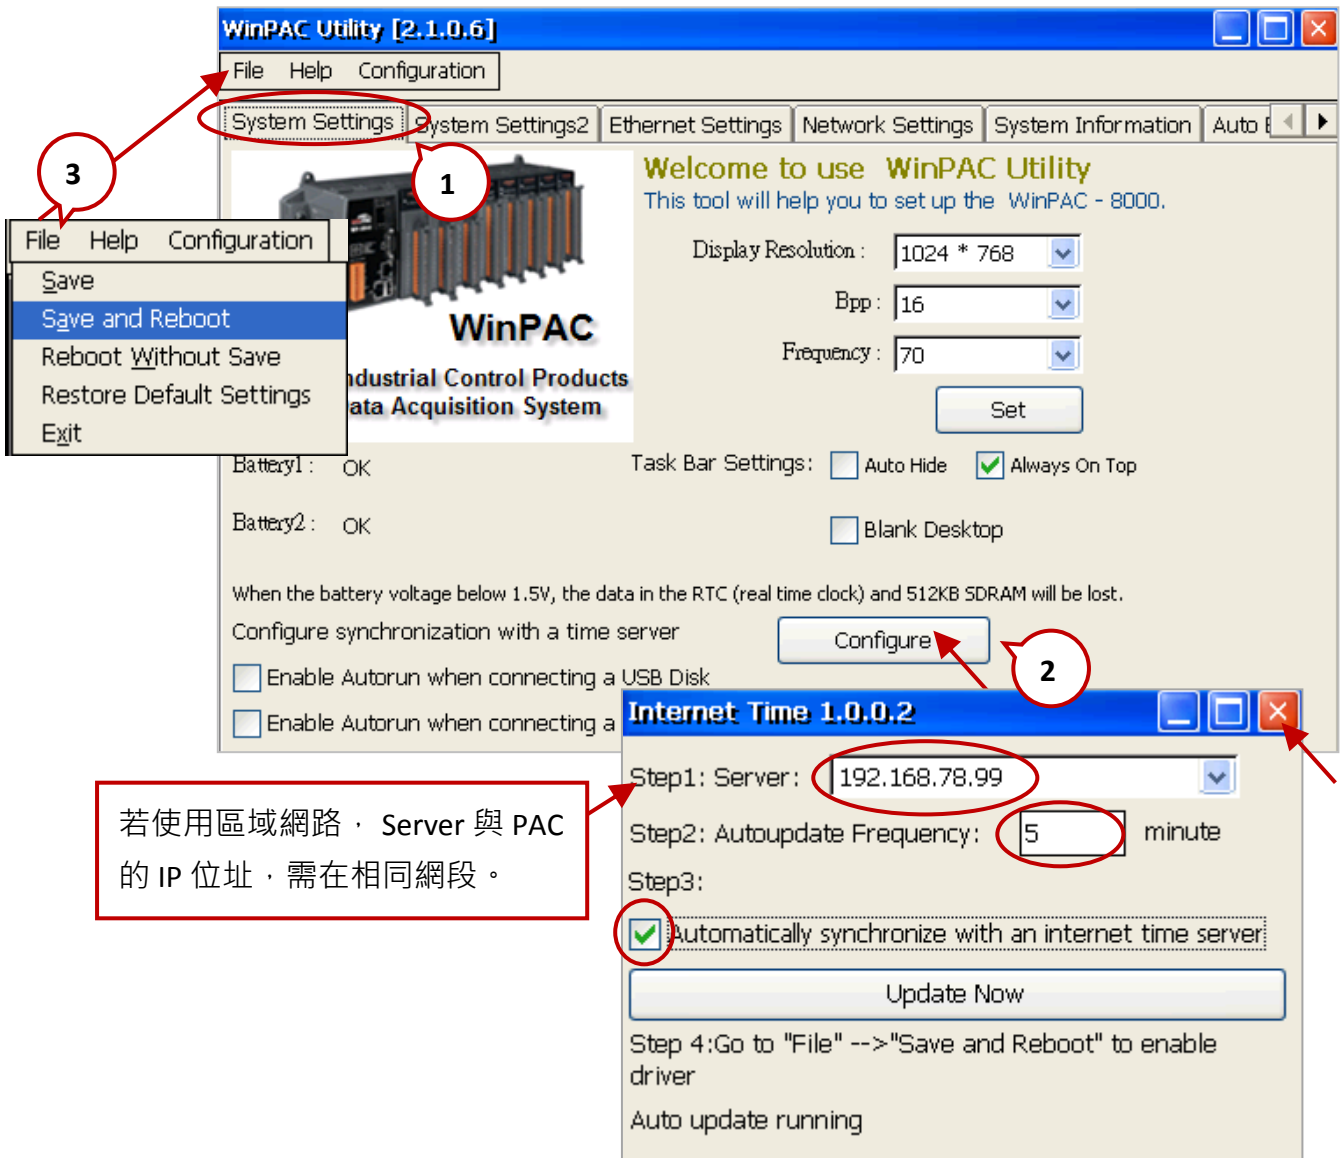 WinPAC Utility [2.1.0.6]
File Help Configuration
System Settings System Settings2 Ethernet Settings Network Settings System Information Auto
1
3
Welcome to use WinPAC Utility
This tool will help you to set up the WinPAC - 8000.
File Help Configuration
Save
Save and Reboot
Reboot Without Save
Restore Default Settings
Exit
WinPAC
ndustrial Control Products
ata Acquisition System
Display Resolution : 1024 * 768
Bpp : 16
Frequency : 70
Set
Battery1 : OK
Task Bar Settings: Auto Hide Always On Top
Battery2 : OK
Blank Desktop
When the battery voltage below 1.5V, the data in the RTC (real time clock) and 512KB SDRAM will be lost.
Configure synchronization with a time server Configure
2
Enable Autorun when connecting a USB Disk
Enable Autorun when connecting a
Internet Time 1.0.0.2
Step1: Server: 192.168.78.99
Step2: Autoupdate Frequency: 5 minute
Step3:
Automatically synchronize with an internet time server
Update Now
Step 4:Go to "File" -->"Save and Reboot" to enable
driver
Auto update running
若使用區域網路， Server 與 PAC
的 IP 位址，需在相同網段。